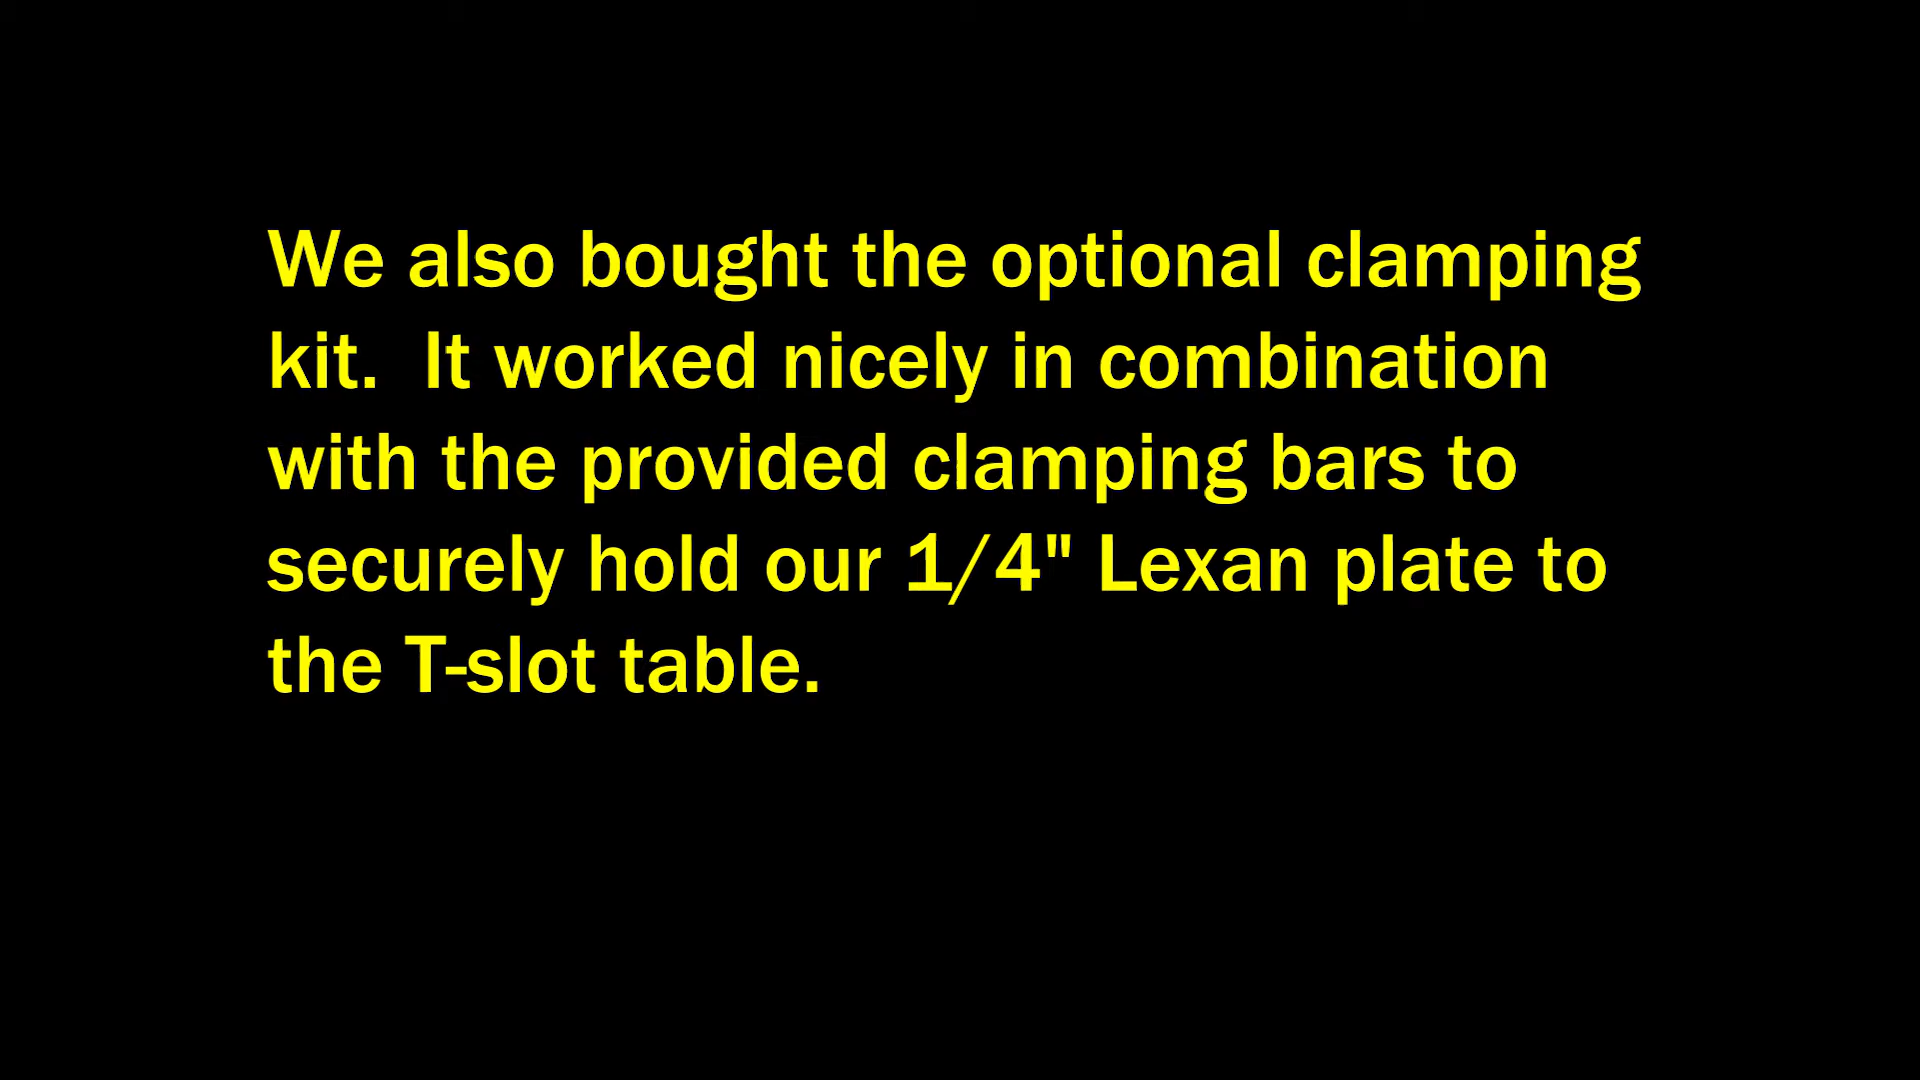 We also bought the optional clamping
kit.  It worked nicely in combination
with the provided clamping bars to
securely hold our 1/4" Lexan plate to
the T-slot table.